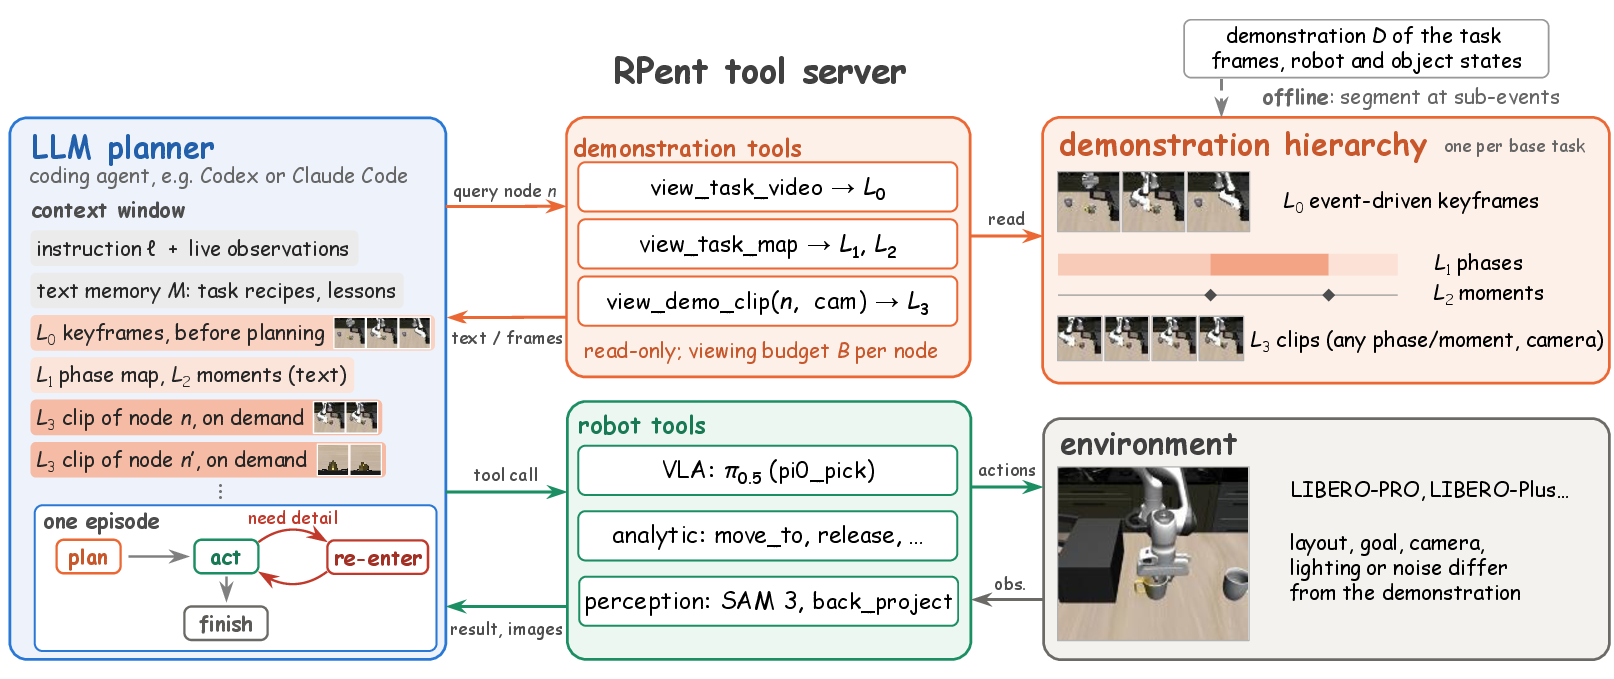 RPent tool server
demonstration D of the task
frames, robot and object states
offline: segment at sub-events
LLM planner
coding agent, e.g. Codex or Claude Code
context window
instruction ℓ + live observations
text memory M: task recipes, lessons
L₀ keyframes, before planning
L₁ phase map, L₂ moments (text)
L₃ clip of node n, on demand
L₃ clip of node n′, on demand
⋮
one episode
need detail
plan
act
re-enter
finish
query node n
text / frames
tool call
result, images
demonstration tools
view_task_video → L₀
view_task_map → L₁, L₂
view_demo_clip(n, cam) → L₃
read-only; viewing budget B per node
read
robot tools
VLA: π₀.₅ (pi0_pick)
analytic: move_to, release, ...
perception: SAM 3, back_project
actions
obs.
demonstration hierarchy one per base task
L₀ event-driven keyframes
L₁ phases
L₂ moments
L₃ clips (any phase/moment, camera)
environment
LIBERO-PRO, LIBERO-Plus...
layout, goal, camera,
lighting or noise differ
from the demonstration